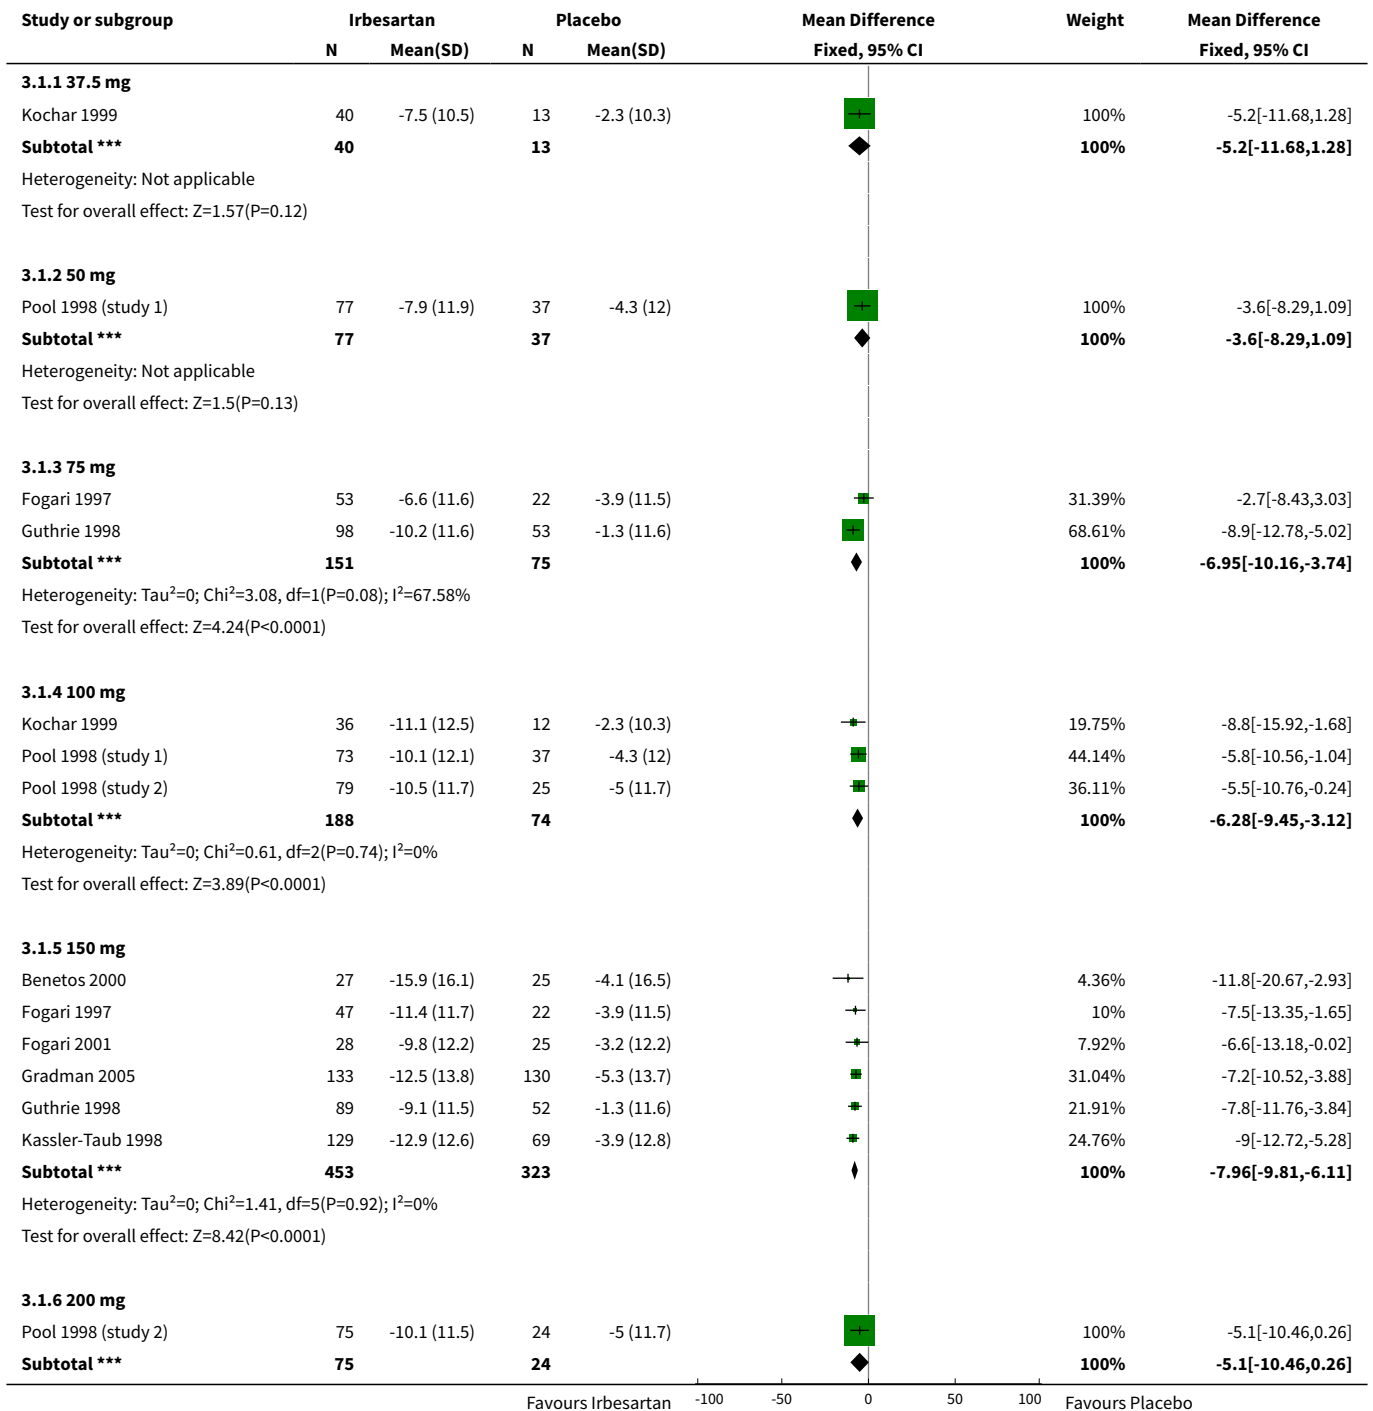 Study or subgroup Irbesartan Placebo Mean Difference Weight Mean Difference
N Mean(SD) N Mean(SD) Fixed, 95% CI Fixed, 95% CI
3.1.1 37.5 mg
Kochar 1999 40 -7.5 (10.5) 13 -2.3 (10.3) 100% -5.2[-11.68,1.28]
Subtotal *** 40 13 100% -5.2[-11.68,1.28]
Heterogeneity: Not applicable
Test for overall effect: Z=1.57(P=0.12)
3.1.2 50 mg
Pool 1998 (study 1) 77 -7.9 (11.9) 37 -4.3 (12) 100% -3.6[-8.29,1.09]
Subtotal *** 77 37 100% -3.6[-8.29,1.09]
Heterogeneity: Not applicable
Test for overall effect: Z=1.5(P=0.13)
3.1.3 75 mg
Fogari 1997 53 -6.6 (11.6) 22 -3.9 (11.5) 31.39% -2.7[-8.43,3.03]
Guthrie 1998 98 -10.2 (11.6) 53 -1.3 (11.6) 68.61% -8.9[-12.78,-5.02]
Subtotal *** 151 75 100% -6.95[-10.16,-3.74]
Heterogeneity: Tau²=0; Chi²=3.08, df=1(P=0.08); I²=67.58%
Test for overall effect: Z=4.24(P<0.0001)
3.1.4 100 mg
Kochar 1999 36 -11.1 (12.5) 12 -2.3 (10.3) 19.75% -8.8[-15.92,-1.68]
Pool 1998 (study 1) 73 -10.1 (12.1) 37 -4.3 (12) 44.14% -5.8[-10.56,-1.04]
Pool 1998 (study 2) 79 -10.5 (11.7) 25 -5 (11.7) 36.11% -5.5[-10.76,-0.24]
Subtotal *** 188 74 100% -6.28[-9.45,-3.12]
Heterogeneity: Tau²=0; Chi²=0.61, df=2(P=0.74); I²=0%
Test for overall effect: Z=3.89(P<0.0001)
3.1.5 150 mg
Benetos 2000 27 -15.9 (16.1) 25 -4.1 (16.5) 4.36% -11.8[-20.67,-2.93]
Fogari 1997 47 -11.4 (11.7) 22 -3.9 (11.5) 10% -7.5[-13.35,-1.65]
Fogari 2001 28 -9.8 (12.2) 25 -3.2 (12.2) 7.92% -6.6[-13.18,-0.02]
Gradman 2005 133 -12.5 (13.8) 130 -5.3 (13.7) 31.04% -7.2[-10.52,-3.88]
Guthrie 1998 89 -9.1 (11.5) 52 -1.3 (11.6) 21.91% -7.8[-11.76,-3.84]
Kassler-Taub 1998 129 -12.9 (12.6) 69 -3.9 (12.8) 24.76% -9[-12.72,-5.28]
Subtotal *** 453 323 100% -7.96[-9.81,-6.11]
Heterogeneity: Tau²=0; Chi²=1.41, df=5(P=0.92); I²=0%
Test for overall effect: Z=8.42(P<0.0001)
3.1.6 200 mg
Pool 1998 (study 2) 75 -10.1 (11.5) 24 -5 (11.7) 100% -5.1[-10.46,0.26]
Subtotal *** 75 24 100% -5.1[-10.46,0.26]
Favours Irbesartan -100 -50 0 50 100 Favours Placebo